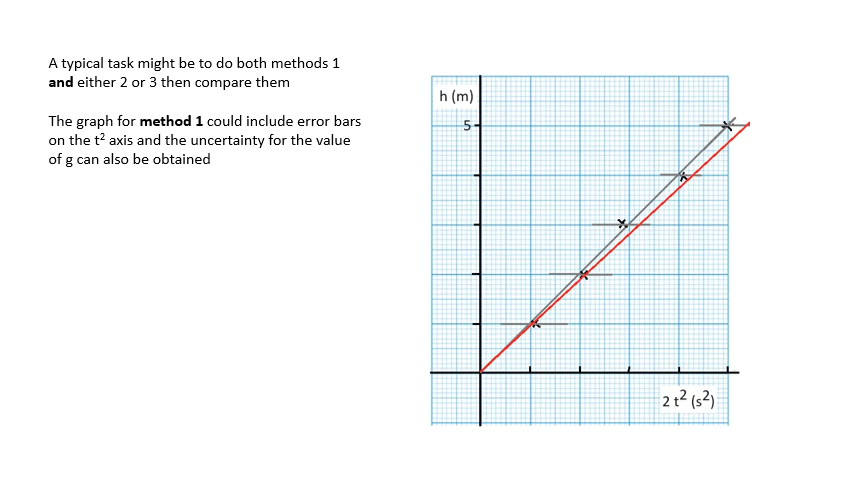 A typical task might be to do both methods 1
and either 2 or 3 then compare them
The graph for method 1 could include error bars
on the t² axis and the uncertainty for the value
of g can also be obtained
h (m)
5
2 t² (s²)